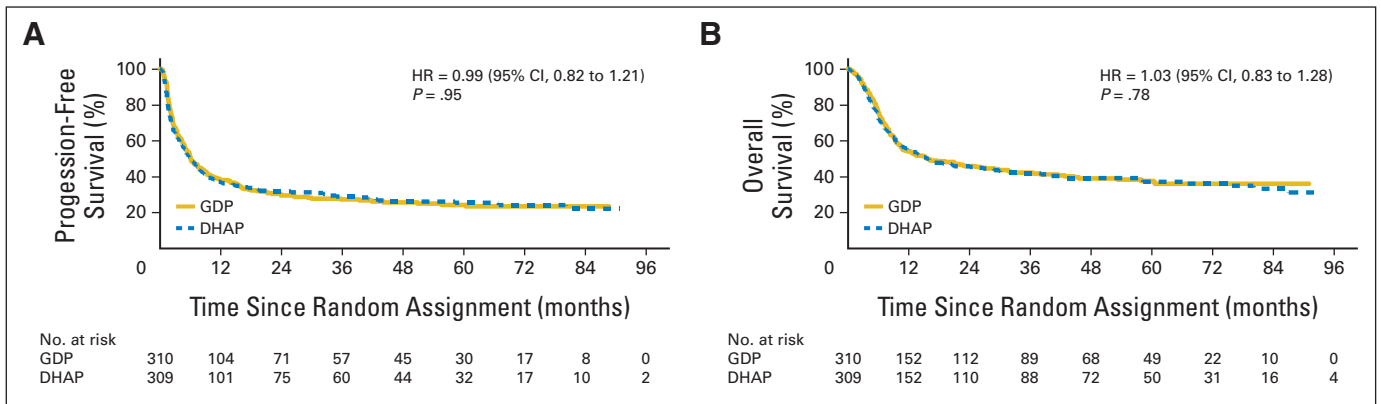 A
Progession-Free
Survival (%)
100
80
60
40
20
HR = 0.99 (95% CI, 0.82 to 1.21)
P = .95
GDP
DHAP
0 12 24 36 48 60 72 84 96
Time Since Random Assignment (months)
No. at risk
GDP 310 104 71 57 45 30 17 8 0
DHAP 309 101 75 60 44 32 17 10 2
B
Overall
Survival (%)
100
80
60
40
20
HR = 1.03 (95% CI, 0.83 to 1.28)
P = .78
GDP
DHAP
0 12 24 36 48 60 72 84 96
Time Since Random Assignment (months)
No. at risk
GDP 310 152 112 89 68 49 22 10 0
DHAP 309 152 110 88 72 50 31 16 4